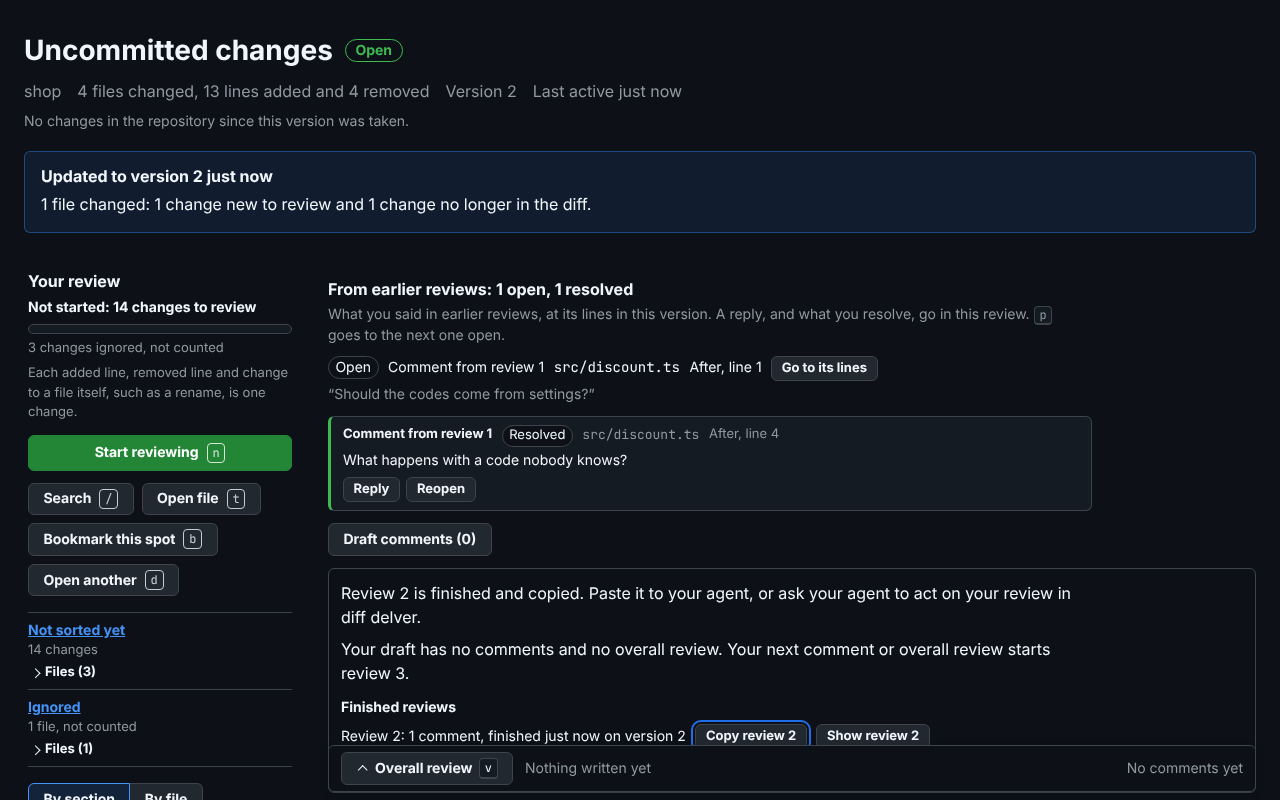 Uncommitted changes Open
shop 4 files changed, 13 lines added and 4 removed Version 2 Last active just now
No changes in the repository since this version was taken.
Updated to version 2 just now
1 file changed: 1 change new to review and 1 change no longer in the diff.
Your review
Not started: 14 changes to review
3 changes ignored, not counted
Each added line, removed line and change
to a file itself, such as a rename, is one
change.
Start reviewing n
Search / Open file t
Bookmark this spot b
Open another d
Not sorted yet
14 changes
Files (3)
Ignored
1 file, not counted
Files (1)
By section By file
From earlier reviews: 1 open, 1 resolved
What you said in earlier reviews, at its lines in this version. A reply, and what you resolve, go in this review. p
goes to the next one open.
Open Comment from review 1 src/discount.ts After, line 1 Go to its lines
“Should the codes come from settings?”
Comment from review 1 Resolved src/discount.ts After, line 4
What happens with a code nobody knows?
Reply Reopen
Draft comments (0)
Review 2 is finished and copied. Paste it to your agent, or ask your agent to act on your review in
diff delver.
Your draft has no comments and no overall review. Your next comment or overall review starts
review 3.
Finished reviews
Review 2: 1 comment, finished just now on version 2 Copy review 2 Show review 2
Overall review v Nothing written yet No comments yet